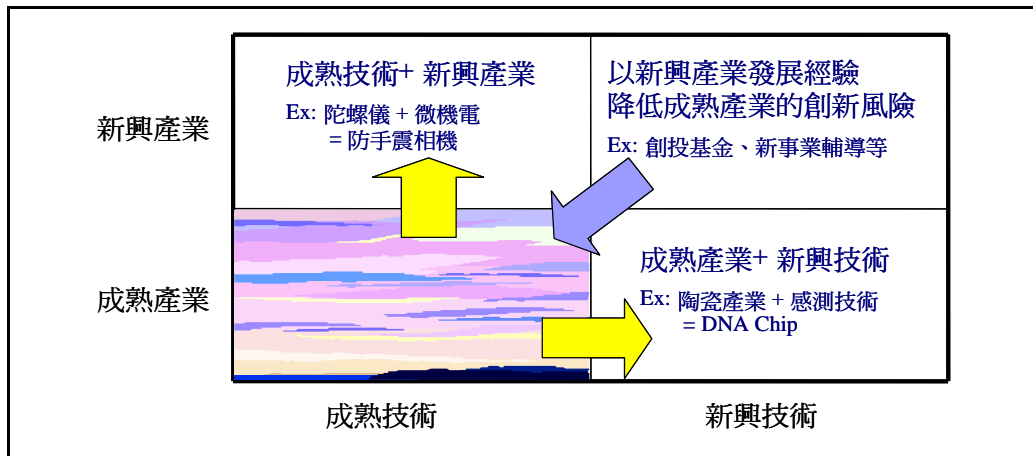 成熟技術+ 新興產業
Ex: 陀螺儀 + 微機電
= 防手震相機
以新興產業發展經驗
降低成熟產業的創新風險
Ex: 創投基金、新事業輔導等
新興產業
成熟產業+ 新興技術
Ex: 陶瓷產業 + 感測技術
= DNA Chip
成熟產業
成熟技術
新興技術